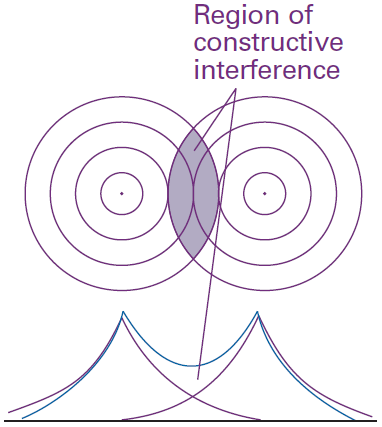 Region of
constructive
interference